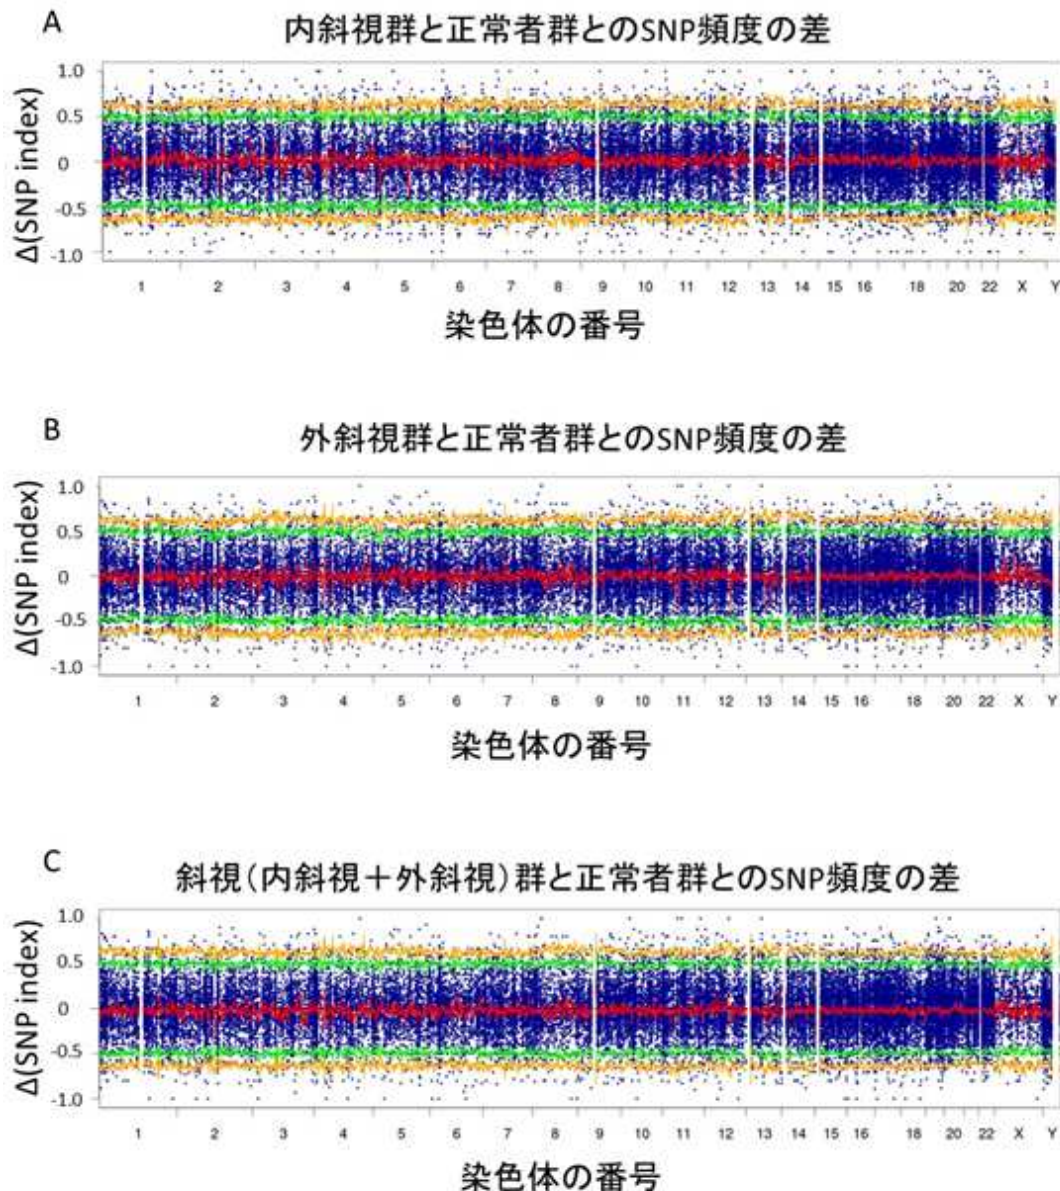 A
内斜視群と正常者群とのSNP頻度の差
Δ(SNP index)
1.0
0.5
0
-0.5
-1.0
1 2 3 4 5 6 7 8 9 10 11 12 13 14 15 16 18 20 22 X Y
染色体の番号
B
外斜視群と正常者群とのSNP頻度の差
Δ(SNP index)
1.0
0.5
0
-0.5
-1.0
1 2 3 4 5 6 7 8 9 10 11 12 13 14 15 16 18 20 22 X Y
染色体の番号
C
斜視(内斜視+外斜視)群と正常者群とのSNP頻度の差
Δ(SNP index)
1.0
0.5
0
-0.5
-1.0
1 2 3 4 5 6 7 8 9 10 11 12 13 14 15 16 18 20 22 X Y
染色体の番号